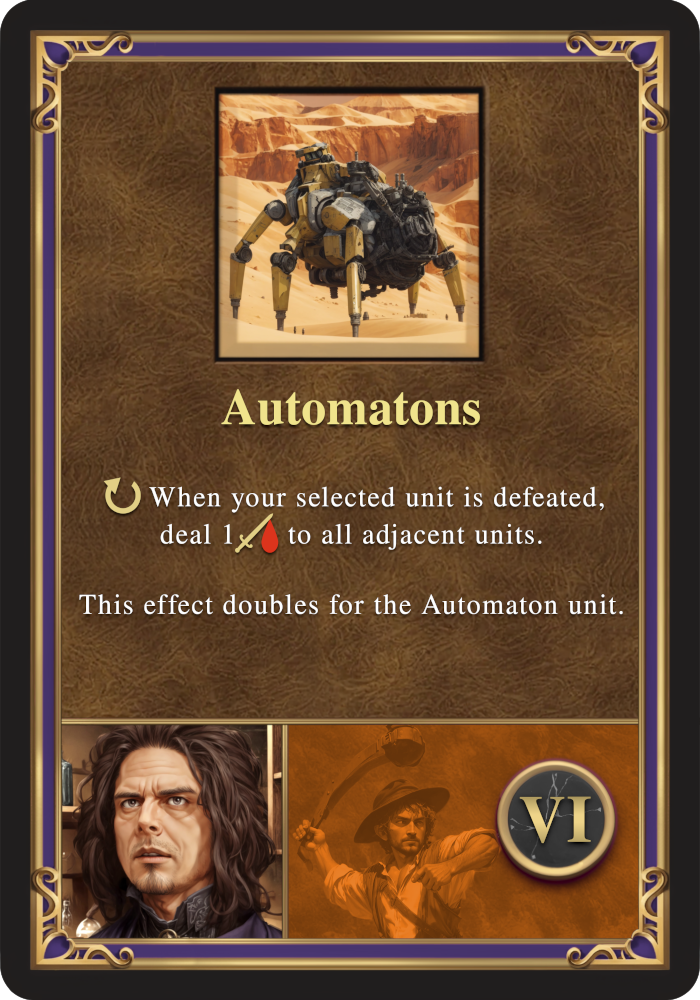 Automatons
When your selected unit is defeated,
deal 1 to all adjacent units.
This effect doubles for the Automaton unit.
VI